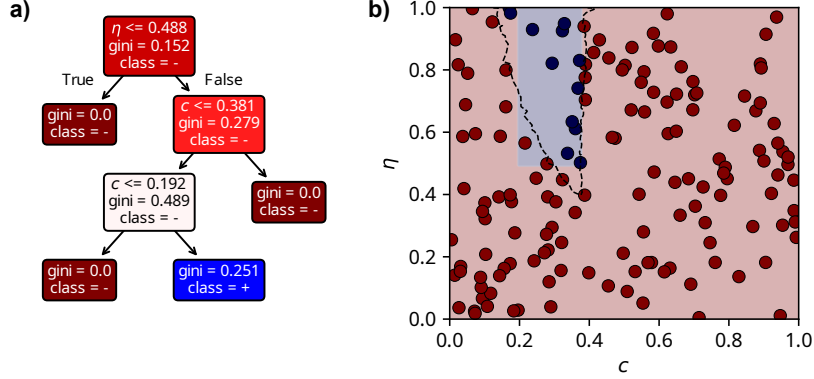 a)
η <= 0.488
gini = 0.152
class = -
True
False
gini = 0.0
class = -
c <= 0.381
gini = 0.279
class = -
c <= 0.192
gini = 0.489
class = -
gini = 0.0
class = -
gini = 0.0
class = -
gini = 0.251
class = +
b)
1.0
0.8
0.6
0.4
0.2
0.0
η
0.0 0.2 0.4 0.6 0.8 1.0
c